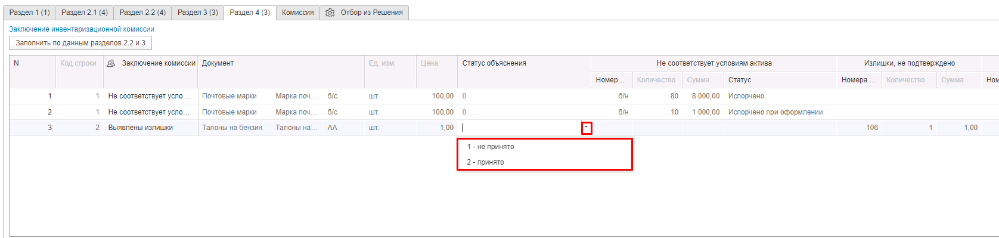 Раздел 1 (1) Раздел 2.1 (4) Раздел 2.2 (4) Раздел 3 (3) Раздел 4 (3) Комиссия Отбор из Решения
Заключение инвентаризационной комиссии
Заполнить по данным разделов 2.2 и 3
N Код строки Заключение комиссии Документ Ед. изм. Цена Статус объяснения Не соответствует условиям актива Излишки, не подтверждено
Номер... Количество Сумма Статус Номера ... Количество Сумма Но...
1 1 Не соответствует усло... Почтовые марки Марка поч... б/с шт. 100,00 0 б/н 80 8 000,00 Испорчено
2 1 Не соответствует усло... Почтовые марки Марка поч... б/с шт. 100,00 0 б/н 10 1 000,00 Испорчено при оформлении
3 2 Выявлены излишки Талоны на бензин Талоны на... АА шт. 1,00 106 1 1,00
1 - не принято
2 - принято